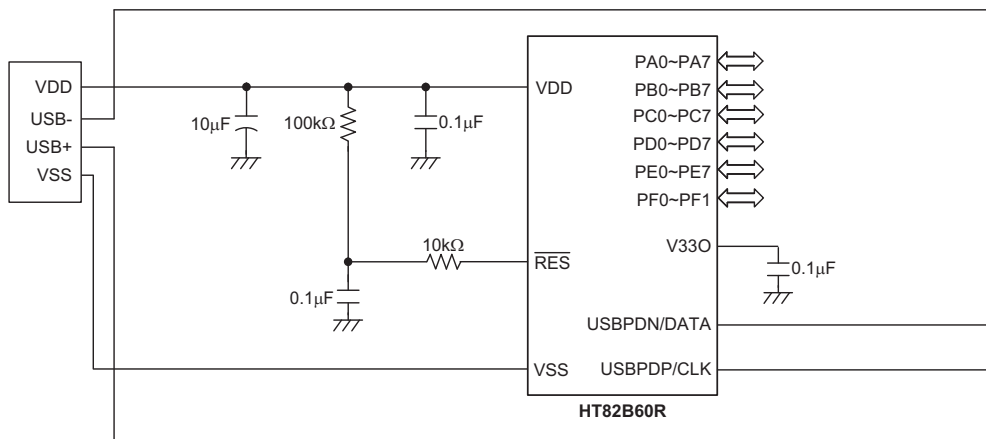 VDD
USB-
USB+
VSS
10µF
100kΩ
0.1µF
10kΩ
0.1µF
VDD
RES
VSS
PA0~PA7
PB0~PB7
PC0~PC7
PD0~PD7
PE0~PE7
PF0~PF1
V33O
0.1µF
USBPDN/DATA
USBPDP/CLK
HT82B60R